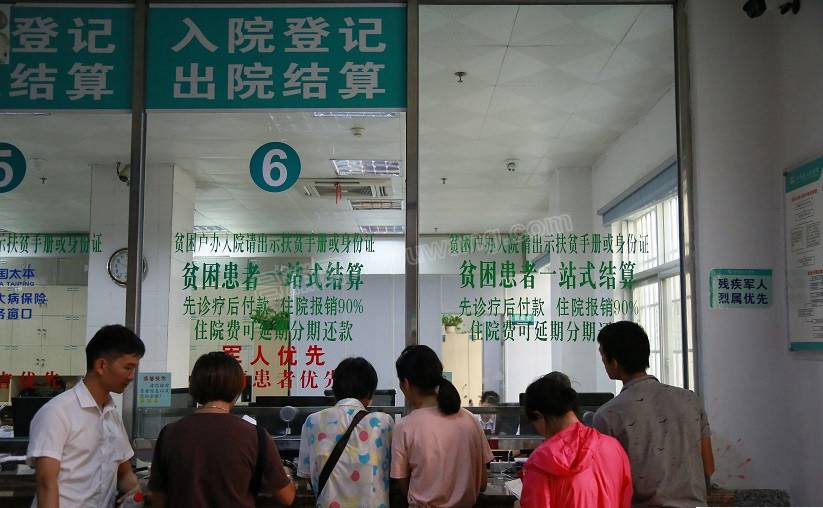 登记
结算
入院登记
出院结算
5
6
示扶贫手册或身份证
贫困户办入院请出示扶贫手册或身份证
贫困患者一站式结算
先诊疗后付款 住院报销90%
住院费可延期分期还款
军人优先
患者优先
贫困户办入院请出示扶贫手册或身份证
贫困患者一站式结算
先诊疗后付款 住院报销90%
住院费可延期分期还款
国太平
TAIPING
大病保险
务窗口
优先
残疾军人
烈属优先